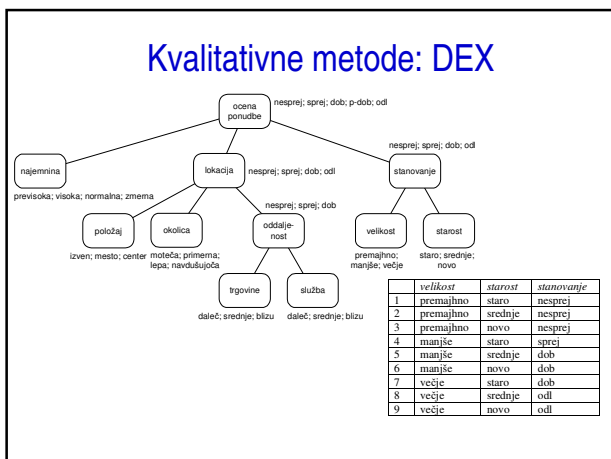 Kvalitativne metode: DEX
ocena
ponudbe
nesprej; sprej; dob; p-dob; odl
najemnina
previsoka; visoka; normalna; zmerna
lokacija
nesprej; sprej; dob; odl
nesprej; sprej; dob; odl
stanovanje
položaj
izven; mesto; center
okolica
moteča; primerna;
lepa; navdušujoča
nesprej; sprej; dob
oddalje-
nost
velikost
premajhno;
manjše; večje
starost
staro; srednje;
novo
trgovine
daleč; srednje; blizu
služba
daleč; srednje; blizu
velikost starost stanovanje
1 premajhno staro nesprej
2 premajhno srednje nesprej
3 premajhno novo nesprej
4 manjše staro sprej
5 manjše srednje dob
6 manjše novo dob
7 večje staro dob
8 večje srednje odl
9 večje novo odl